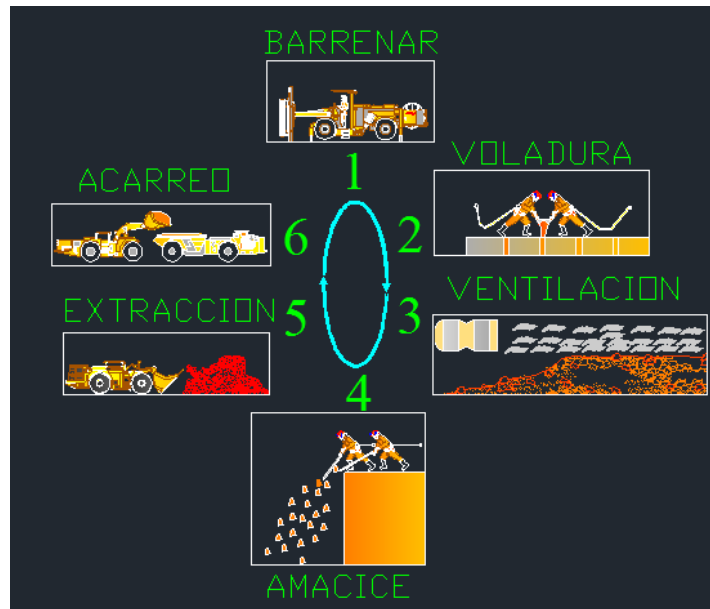 BARRENAR
1
VOLADURA
2
VENTILACION
3
4
AMACICE
EXTRACCION
5
ACARREO
6